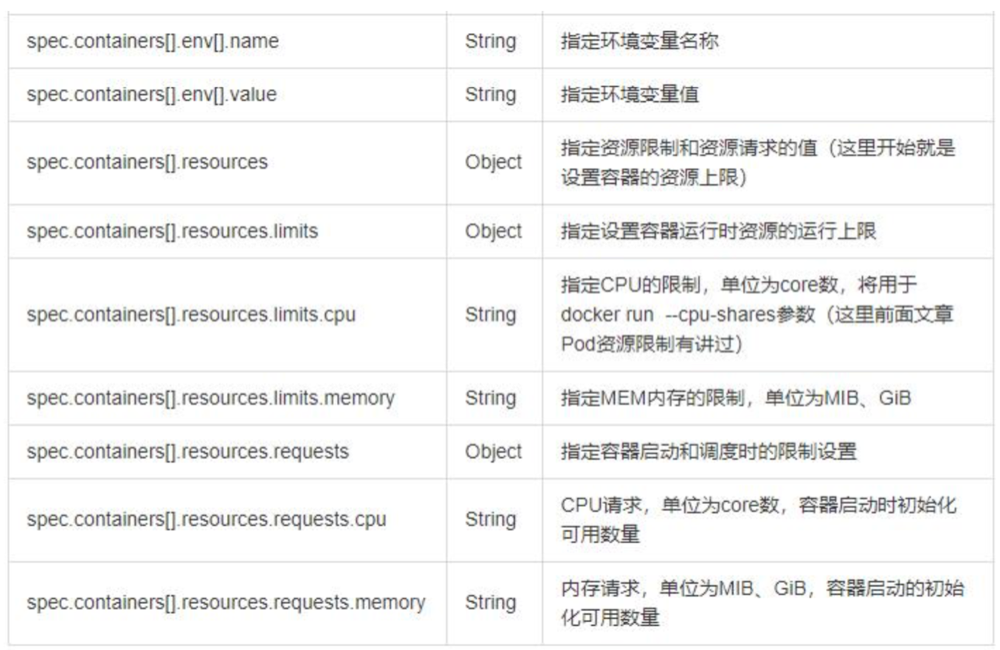 spec.containers[].env[].name String 指定环境变量名称
spec.containers[].env[].value String 指定环境变量值
spec.containers[].resources Object 指定资源限制和资源请求的值（这里开始就是
设置容器的资源上限）
spec.containers[].resources.limits Object 指定设置容器运行时资源的运行上限
spec.containers[].resources.limits.cpu String 指定CPU的限制，单位为core数，将用于
docker run --cpu-shares参数（这里前面文章
Pod资源限制有讲过）
spec.containers[].resources.limits.memory String 指定MEM内存的限制，单位为MIB、GiB
spec.containers[].resources.requests Object 指定容器启动和调度时的限制设置
spec.containers[].resources.requests.cpu String CPU请求，单位为core数，容器启动时初始化
可用数量
spec.containers[].resources.requests.memory String 内存请求，单位为MIB、GiB，容器启动的初始
化可用数量